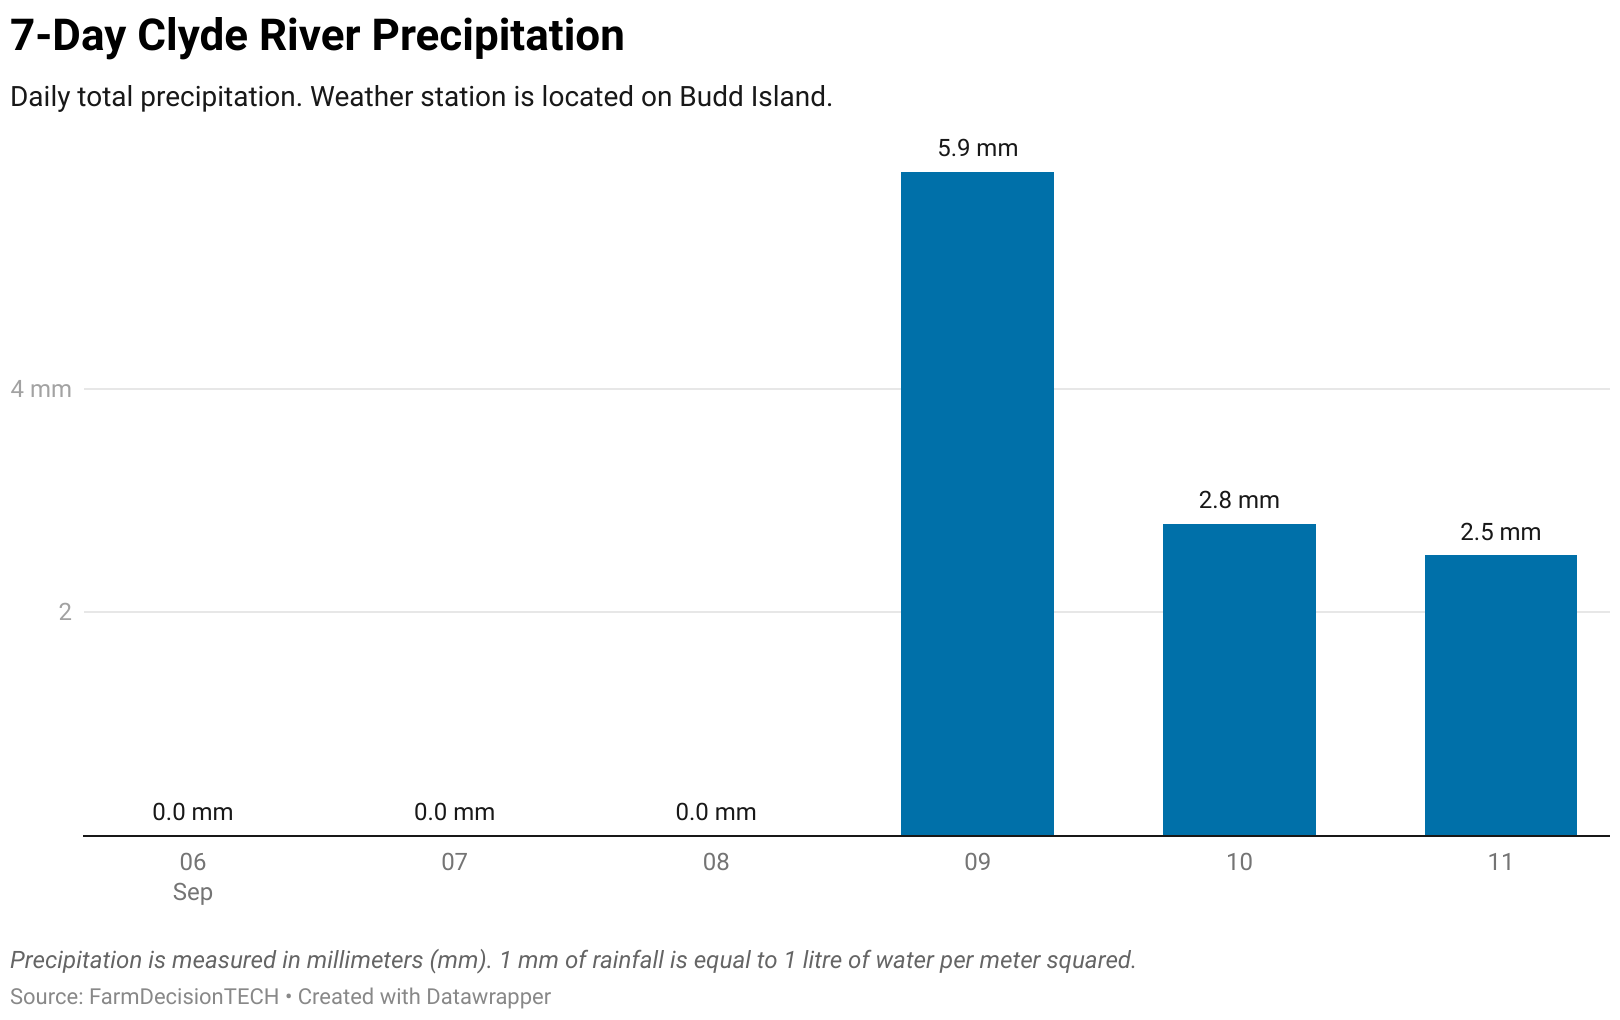 7-Day Clyde River Precipitation
Daily total precipitation. Weather station is located on Budd Island.
5.9 mm
4 mm
2.8 mm
2.5 mm
2
0.0 mm 0.0 mm 0.0 mm
06 07 08 09 10 11
Sep
Precipitation is measured in millimeters (mm). 1 mm of rainfall is equal to 1 litre of water per meter squared.
Source: FarmDecisionTECH • Created with Datawrapper